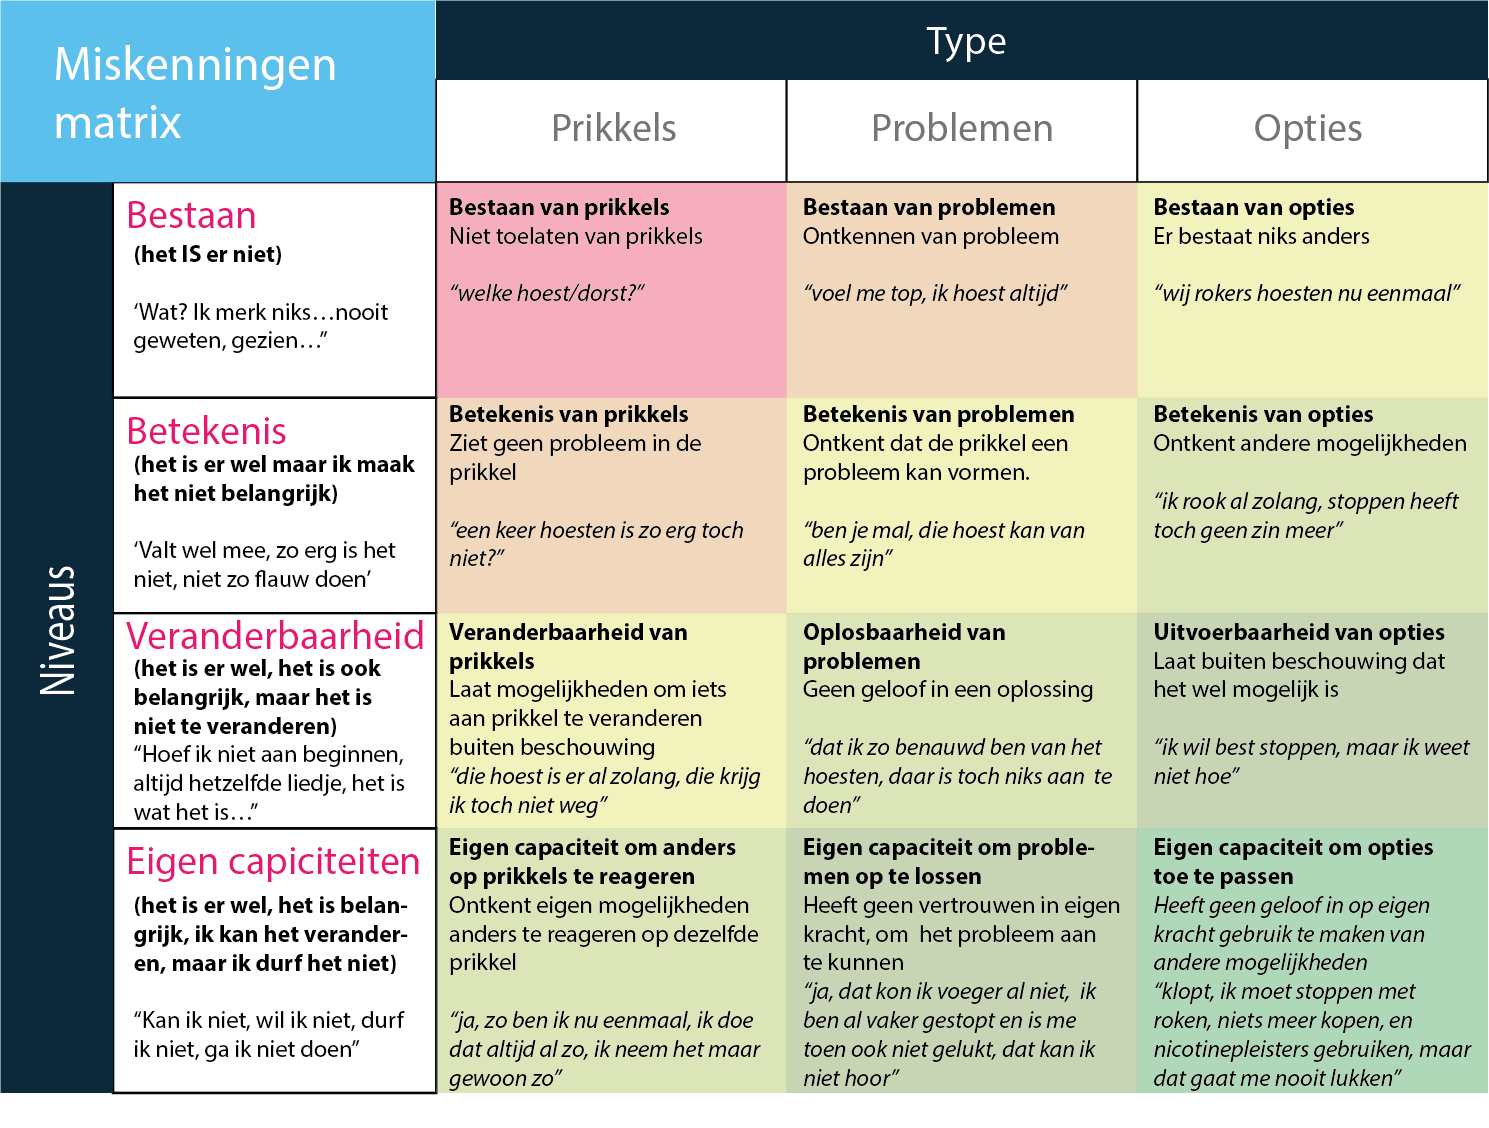 Miskenningen
matrix
Type
Prikkels
Problemen
Opties
Niveaus
Bestaan
(het IS er niet)
‘Wat? Ik merk niks…nooit
geweten, gezien…”
Bestaan van prikkels
Niet toelaten van prikkels
“welke hoest/dorst?”
Bestaan van problemen
Ontkennen van probleem
“voel me top, ik hoest altijd”
Bestaan van opties
Er bestaat niks anders
“wij rokers hoesten nu eenmaal”
Betekenis
(het is er wel maar ik maak
het niet belangrijk)
‘Valt wel mee, zo erg is het
niet, niet zo flauw doen’
Betekenis van prikkels
Ziet geen probleem in de
prikkel
“een keer hoesten is zo erg toch
niet?”
Betekenis van problemen
Ontkent dat de prikkel een
probleem kan vormen.
“ben je mal, die hoest kan van
alles zijn”
Betekenis van opties
Ontkent andere mogelijkheden
“ik rook al zolang, stoppen heeft
toch geen zin meer”
Veranderbaarheid
(het is er wel, het is ook
belangrijk, maar het is
niet te veranderen)
“Hoef ik niet aan beginnen,
altijd hetzelfde liedje, het is
wat het is…”
Veranderbaarheid van
prikkels
Laat mogelijkheden om iets
aan prikkel te veranderen
buiten beschouwing
“die hoest is er al zolang, die krijg
ik toch niet weg”
Oplosbaarheid van
problemen
Geen geloof in een oplossing
“dat ik zo benauwd ben van het
hoesten, daar is toch niks aan te
doen”
Uitvoerbaarheid van opties
Laat buiten beschouwing dat
het wel mogelijk is
“ik wil best stoppen, maar ik weet
niet hoe”
Eigen capiciteiten
(het is er wel, het is belan-
grijk, ik kan het verander-
en, maar ik durf het niet)
“Kan ik niet, wil ik niet, durf
ik niet, ga ik niet doen”
Eigen capaciteit om anders
op prikkels te reageren
Ontkent eigen mogelijkheden
anders te reageren op dezelfde
prikkel
“ja, zo ben ik nu eenmaal, ik doe
dat altijd al zo, ik neem het maar
gewoon zo”
Eigen capaciteit om proble-
men op te lossen
Heeft geen vertrouwen in eigen
kracht, om het probleem aan
te kunnen
“ja, dat kon ik voeger al niet, ik
ben al vaker gestopt en is me
toen ook niet gelukt, dat kan ik
niet hoor”
Eigen capaciteit om opties
toe te passen
Heeft geen geloof in op eigen
kracht gebruik te maken van
andere mogelijkheden
“klopt, ik moet stoppen met
roken, niets meer kopen, en
nicotinepleisters gebruiken, maar
dat gaat me nooit lukken”